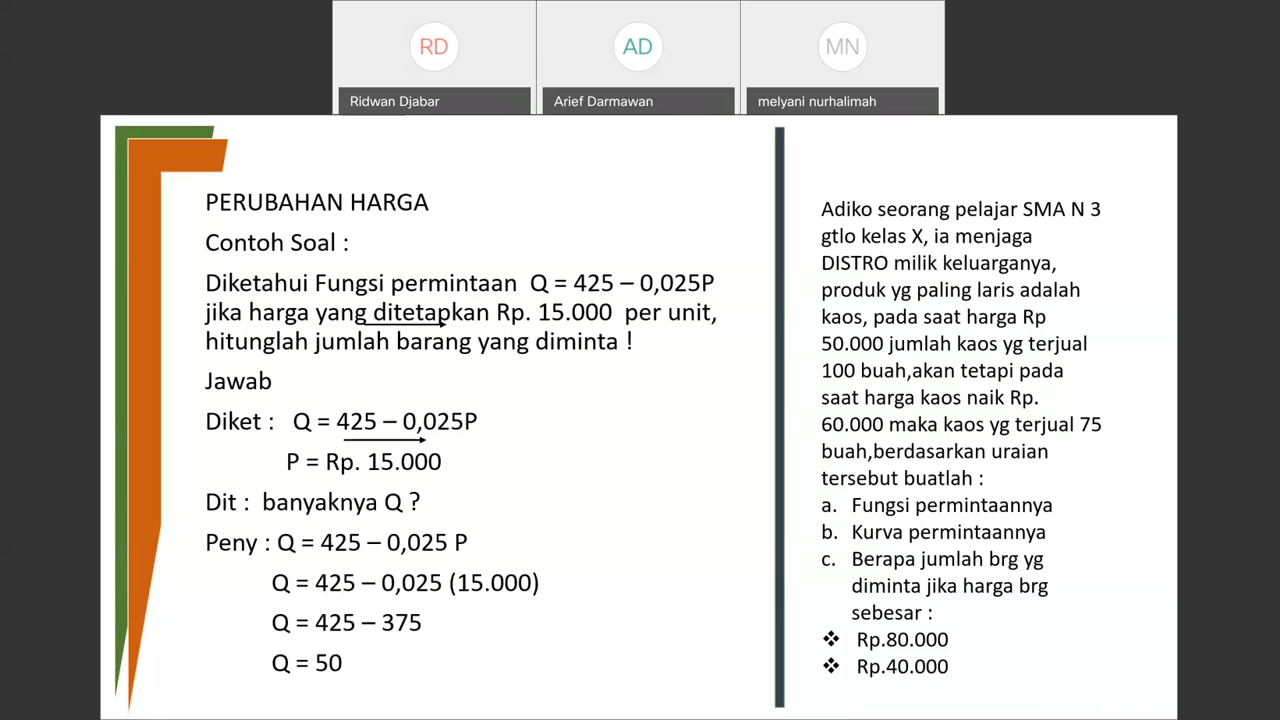 RD
AD
MN
Ridwan Djabar
Arief Darmawan
melyani nurhalimah
PERUBAHAN HARGA
Contoh Soal :
Diketahui Fungsi permintaan Q = 425 – 0,025P
jika harga yang ditetapkan Rp. 15.000 per unit,
hitunglah jumlah barang yang diminta !
Jawab
Diket : Q = 425 – 0,025P
P = Rp. 15.000
Dit : banyaknya Q ?
Peny : Q = 425 – 0,025 P
Q = 425 – 0,025 (15.000)
Q = 425 – 375
Q = 50
Adiko seorang pelajar SMA N 3
gtlo kelas X, ia menjaga
DISTRO milik keluarganya,
produk yg paling laris adalah
kaos, pada saat harga Rp
50.000 jumlah kaos yg terjual
100 buah,akan tetapi pada
saat harga kaos naik Rp.
60.000 maka kaos yg terjual 75
buah,berdasarkan uraian
tersebut buatlah :
a. Fungsi permintaannya
b. Kurva permintaannya
c. Berapa jumlah brg yg
diminta jika harga brg
sebesar :
❖ Rp.80.000
❖ Rp.40.000